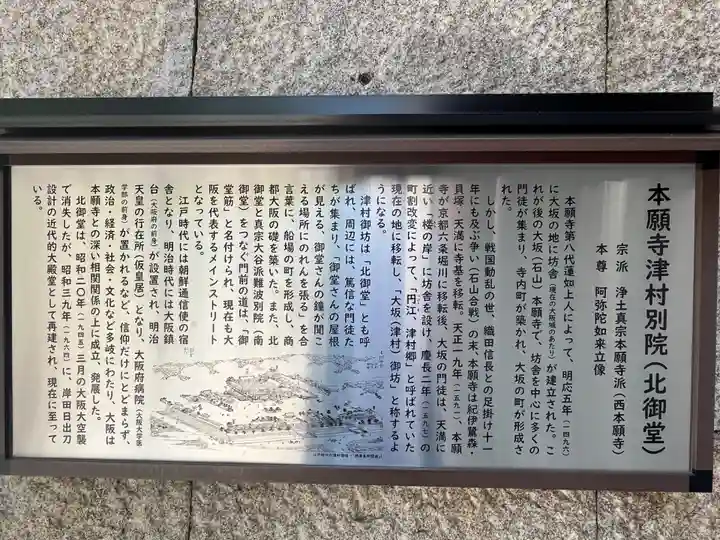 本願寺津村別院（北御堂）
宗派　浄土真宗本願寺派（西本願寺）
本尊　阿弥陀如来立像
本願寺第八代蓮如上人によって、明応五年（一四九六）
に大坂の地に坊舎（現在の大阪城のあたり）が建立された。こ
れが後の大坂（石山）本願寺で、坊舎を中心に多くの
門徒が集まり、寺内町が築かれ、大坂の町が形成さ
れた。
しかし、戦国動乱の世、織田信長との足掛け十一
年にも及ぶ争い（石山合戦）の末、本願寺は紀伊鷺森・
貝塚・天満に寺基を移転。天正一九年（一五九一）、本願
寺が京都六条堀川に移転後、大坂の門徒は、天満に
近い「楼の岸」に坊舎を設け、慶長二年（一五九七）の
町割改変によって、「円江、津村郷」と呼ばれていた
現在の地に移転し、「大坂（津村）御坊」と称するよ
うになる。
津村御坊は「北御堂」とも呼
ばれ、周辺には、篤信な門徒た
ちが集まり、「御堂さんの屋根
が見える、御堂さんの鐘が聞こ
える場所にのれんを張る」を合
言葉に、船場の町を形成し、商
都大阪の礎を築いた。また、北
御堂と真宗大谷派難波別院（南
御堂）をつなぐ門前の道は、「御
堂筋」と名付けられ、現在も大
阪を代表するメインストリート
となっている。
江戸時代には朝鮮通信使の宿
舎となり、明治時代には大阪鎮
台（大阪府の前身）が設置され、明治
天皇の行在所（仮皇居）となり、大阪府病院（大阪大学医
学部の前身）が置かれるなど、信仰だけにとどまらず、
政治・経済・社会・文化など多岐にわたり、大阪は
本願寺との深い相関関係の上に成立、発展した。
北御堂は、昭和二〇年（一九四五）三月の大阪大空襲
で消失したが、昭和三九年（一九六四）に、岸田日出刀
設計の近代的大殿堂として再建され、現在に至って
いる。